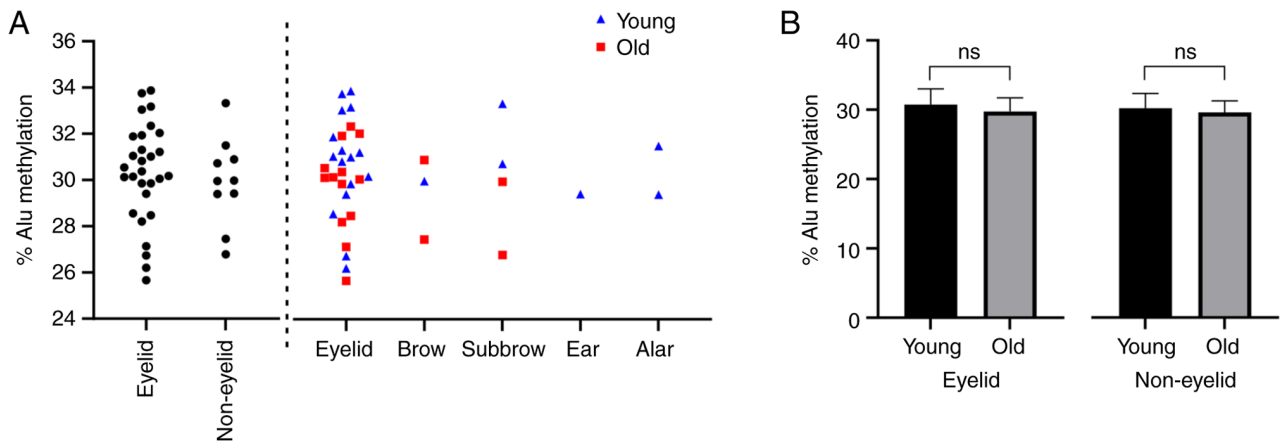 A
% Alu methylation
36
34
32
30
28
26
24
Eyelid
Non-eyelid
Young
Old
Eyelid
Brow
Subbrow
Ear
Alar
B
% Alu methylation
40
30
20
10
0
ns
ns
Young
Old
Young
Old
Eyelid
Non-eyelid